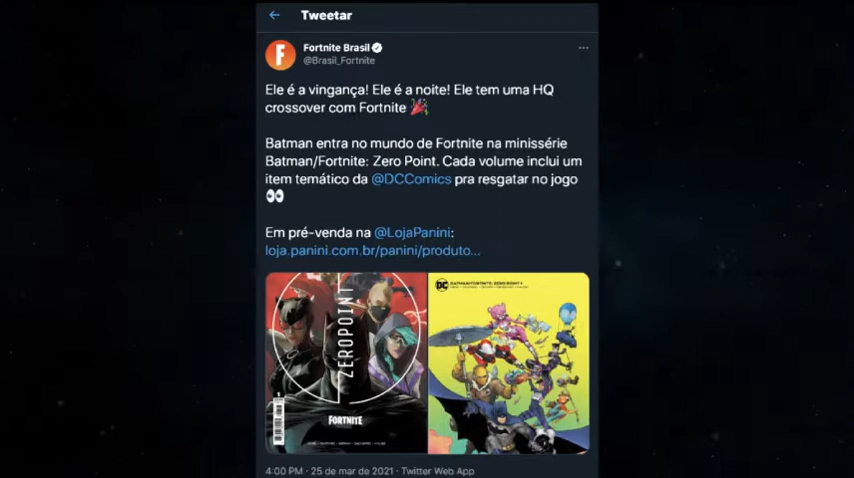 Tweetar
Fortnite Brasil
@Brasil_Fortnite
Ele é a vingança! Ele é a noite! Ele tem uma HQ
crossover com Fortnite 🎉
Batman entra no mundo de Fortnite na minissérie
Batman/Fortnite: Zero Point. Cada volume inclui um
item temático da @DCComics pra resgatar no jogo
👀
Em pré-venda na @LojaPanini:
loja.panini.com.br/panini/produto...
ZEROPOINT
FORTNITE
DC
BATMAN/FORTNITE: ZERO POINT
4:00 PM · 25 de mar de 2021 · Twitter Web App